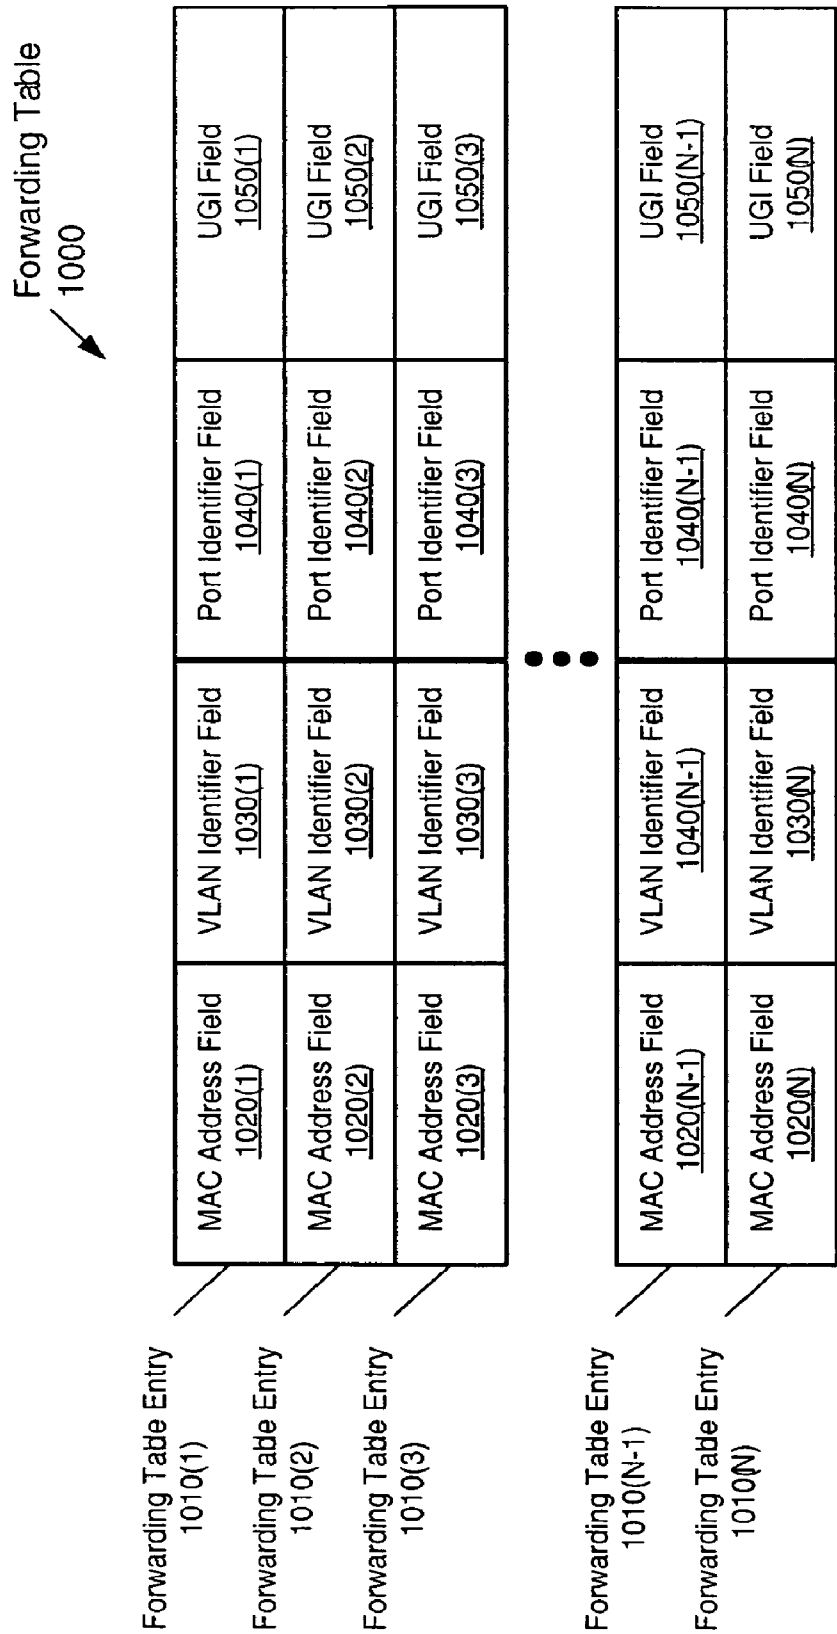 Forwarding Table
1000
Forwarding Table Entry
1010(1)
MAC Address Field
1020(1)
VLAN Identifier Field
1030(1)
Port Identifier Field
1040(1)
UGI Field
1050(1)
Forwarding Table Entry
1010(2)
MAC Address Field
1020(2)
VLAN Identifier Field
1030(2)
Port Identifier Field
1040(2)
UGI Field
1050(2)
Forwarding Table Entry
1010(3)
MAC Address Field
1020(3)
VLAN Identifier Field
1030(3)
Port Identifier Field
1040(3)
UGI Field
1050(3)
Forwarding Table Entry
1010(N-1)
MAC Address Field
1020(N-1)
VLAN Identifier Field
1040(N-1)
Port Identifier Field
1040(N-1)
UGI Field
1050(N-1)
Forwarding Table Entry
1010(N)
MAC Address Field
1020(N)
VLAN Identifier Field
1030(N)
Port Identifier Field
1040(N)
UGI Field
1050(N)